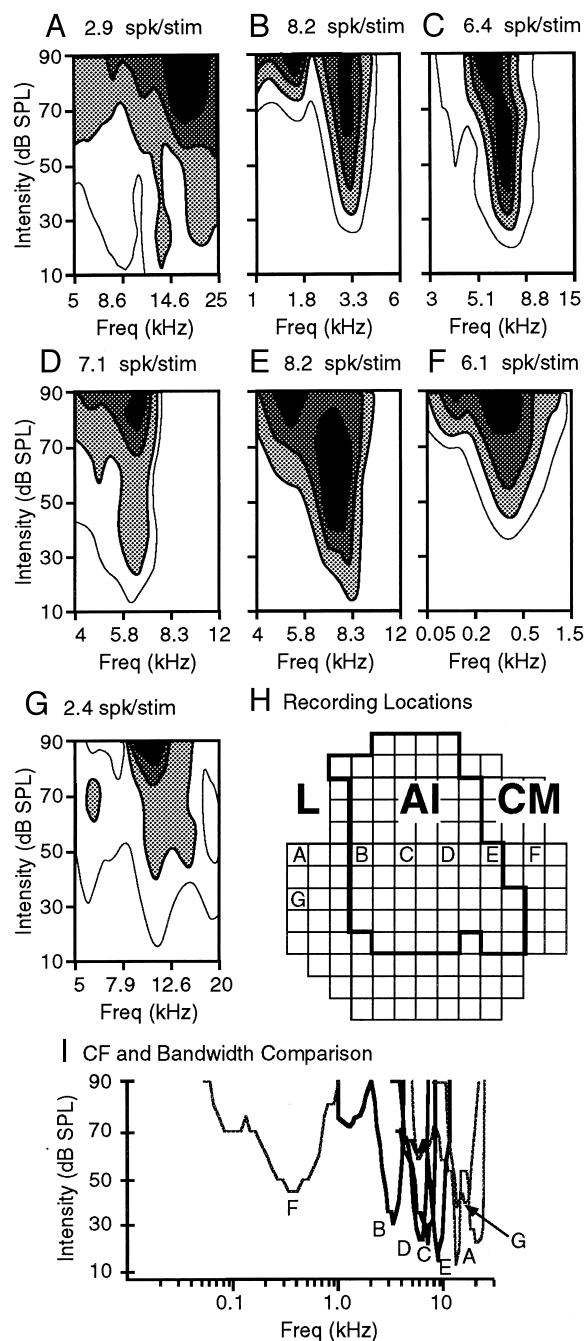 A 2.9 spk/stim B 8.2 spk/stim C 6.4 spk/stim
Intensity (dB SPL)
90
70
50
30
10
5 8.6 14.6 25 1 1.8 3.3 6 3 5.1 8.8 15
Freq (kHz) Freq (kHz) Freq (kHz)
D 7.1 spk/stim E 8.2 spk/stim F 6.1 spk/stim
Intensity (dB SPL)
90
70
50
30
10
4 5.8 8.3 12 4 5.8 8.3 12 0.05 0.2 0.5 1.5
Freq (kHz) Freq (kHz) Freq (kHz)
G 2.4 spk/stim
Intensity (dB SPL)
90
70
50
30
10
5 7.9 12.6 20
Freq (kHz)
H Recording Locations
L AI CM
A B C D E F
G
I CF and Bandwidth Comparison
Intensity (dB SPL)
90
70
50
30
10
F B D C E A G
0.1 1.0 10
Freq (kHz)